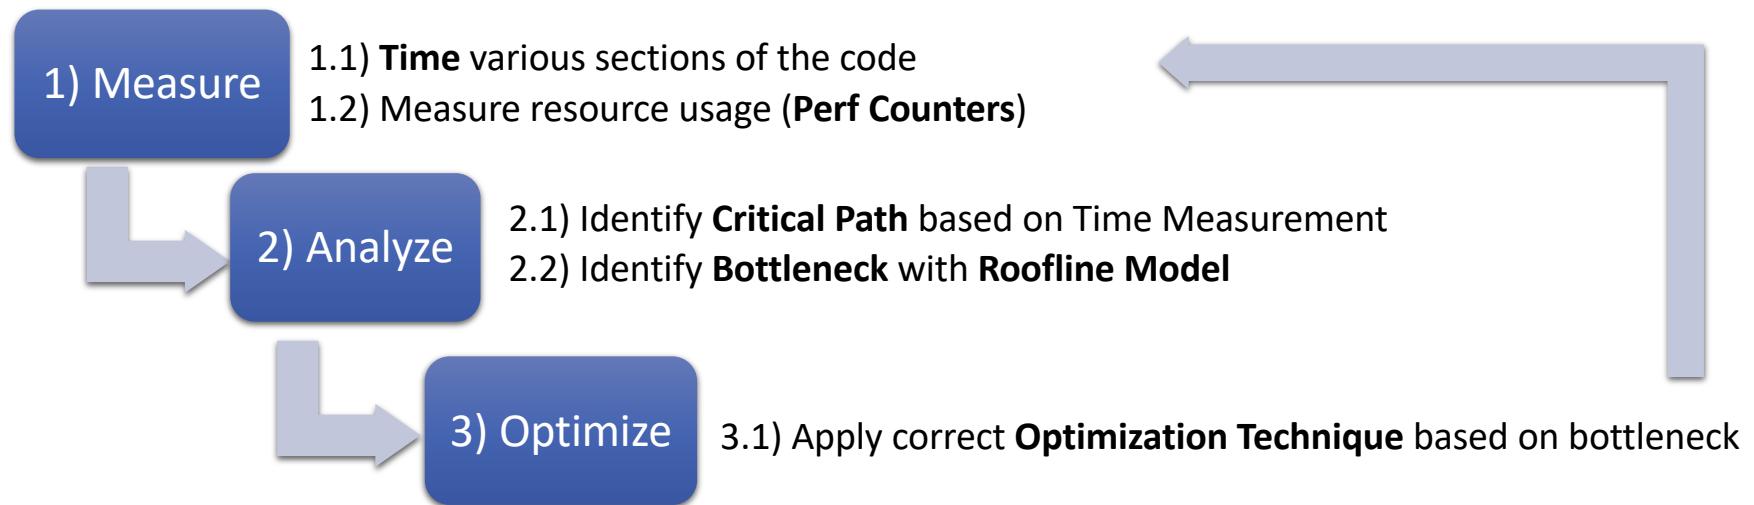 1) Measure
1.1) Time various sections of the code
1.2) Measure resource usage (Perf Counters)
2) Analyze
2.1) Identify Critical Path based on Time Measurement
2.2) Identify Bottleneck with Roofline Model
3) Optimize
3.1) Apply correct Optimization Technique based on bottleneck